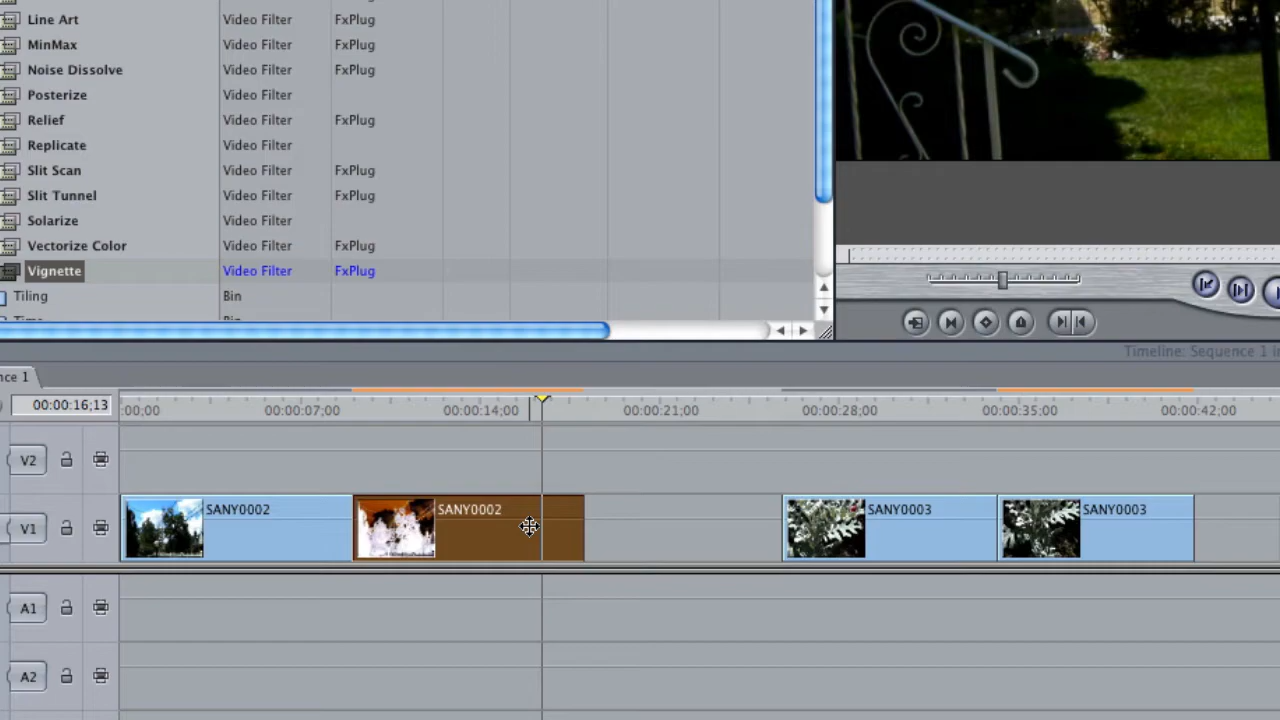 Line Art Video Filter FxPlug
MinMax Video Filter FxPlug
Noise Dissolve Video Filter FxPlug
Posterize Video Filter
Relief Video Filter FxPlug
Replicate Video Filter
Slit Scan Video Filter FxPlug
Slit Tunnel Video Filter FxPlug
Solarize Video Filter
Vectorize Color Video Filter FxPlug
Vignette Video Filter FxPlug
Tiling Bin
Timeline: Sequence 1 in
nce 1
00:00:16;13 :00;00 00:00:07;00 00:00:14;00 00:00:21;00 00:00:28;00 00:00:35;00 00:00:42;00
V2
V1 SANY0002 SANY0002 SANY0003 SANY0003
A1
A2